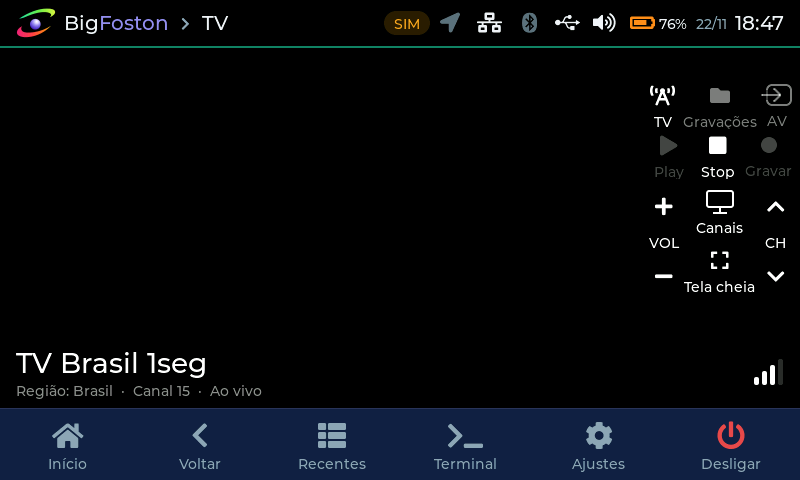 BigFoston > TV SIM 76% 22/11 18:47
TV Gravações AV
Play Stop Gravar
Canais
VOL CH
Tela cheia
TV Brasil 1seg
Região: Brasil · Canal 15 · Ao vivo
Início Voltar Recentes Terminal Ajustes Desligar